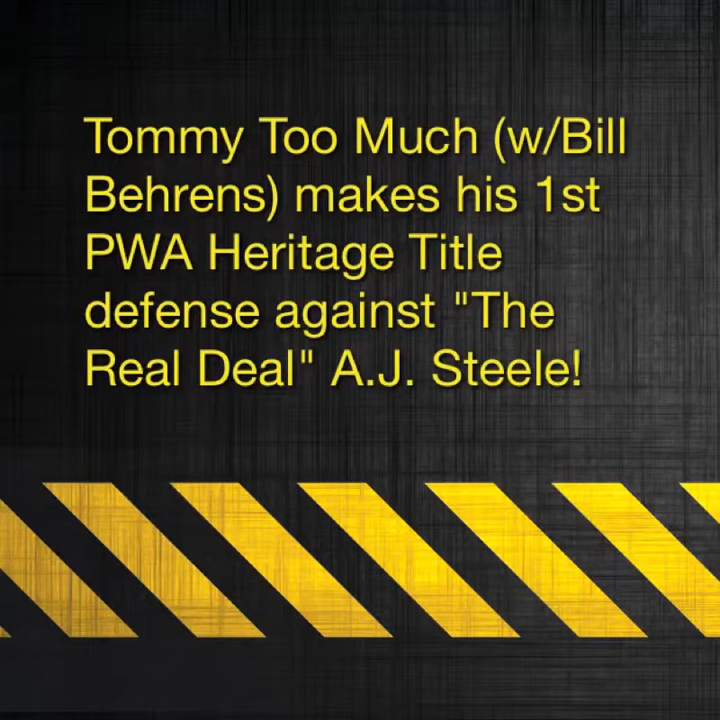 Tommy Too Much (w/Bill
Behrens) makes his 1st
PWA Heritage Title
defense against "The
Real Deal" A.J. Steele!